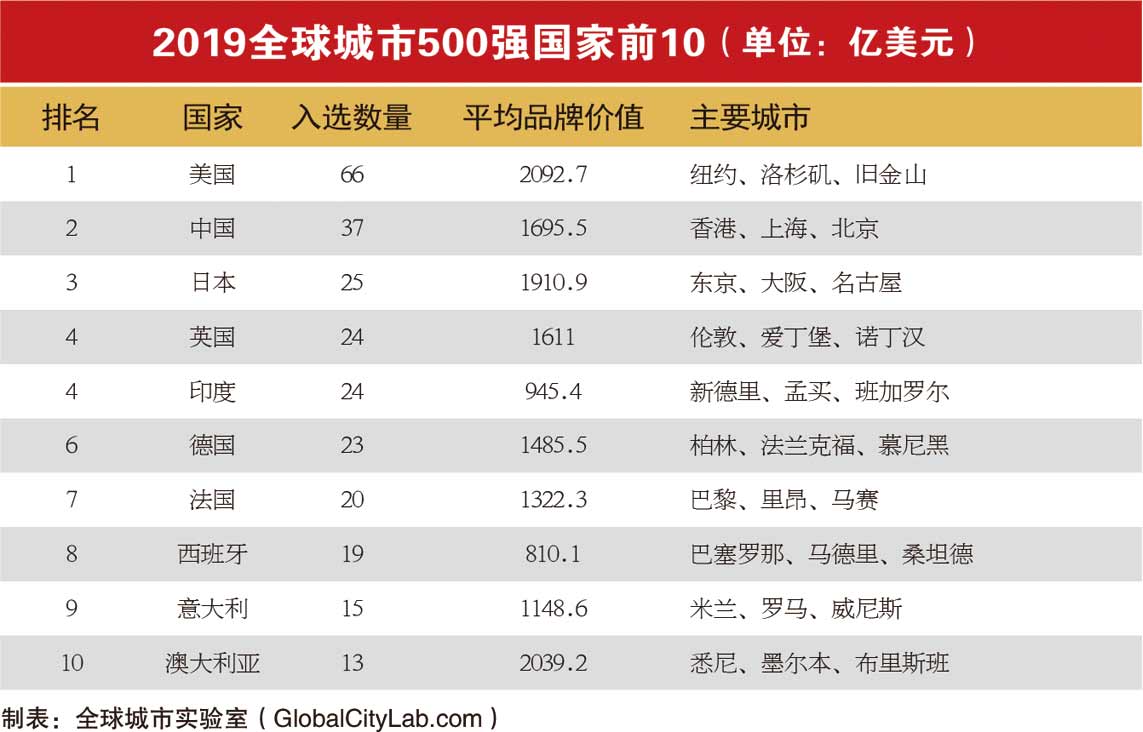 2019全球城市500强国家前10（单位：亿美元）
排名 国家 入选数量 平均品牌价值 主要城市
1 美国 66 2092.7 纽约、洛杉矶、旧金山
2 中国 37 1695.5 香港、上海、北京
3 日本 25 1910.9 东京、大阪、名古屋
4 英国 24 1611 伦敦、爱丁堡、诺丁汉
4 印度 24 945.4 新德里、孟买、班加罗尔
6 德国 23 1485.5 柏林、法兰克福、慕尼黑
7 法国 20 1322.3 巴黎、里昂、马赛
8 西班牙 19 810.1 巴塞罗那、马德里、桑坦德
9 意大利 15 1148.6 米兰、罗马、威尼斯
10 澳大利亚 13 2039.2 悉尼、墨尔本、布里斯班
制表：全球城市实验室（GlobalCityLab.com）